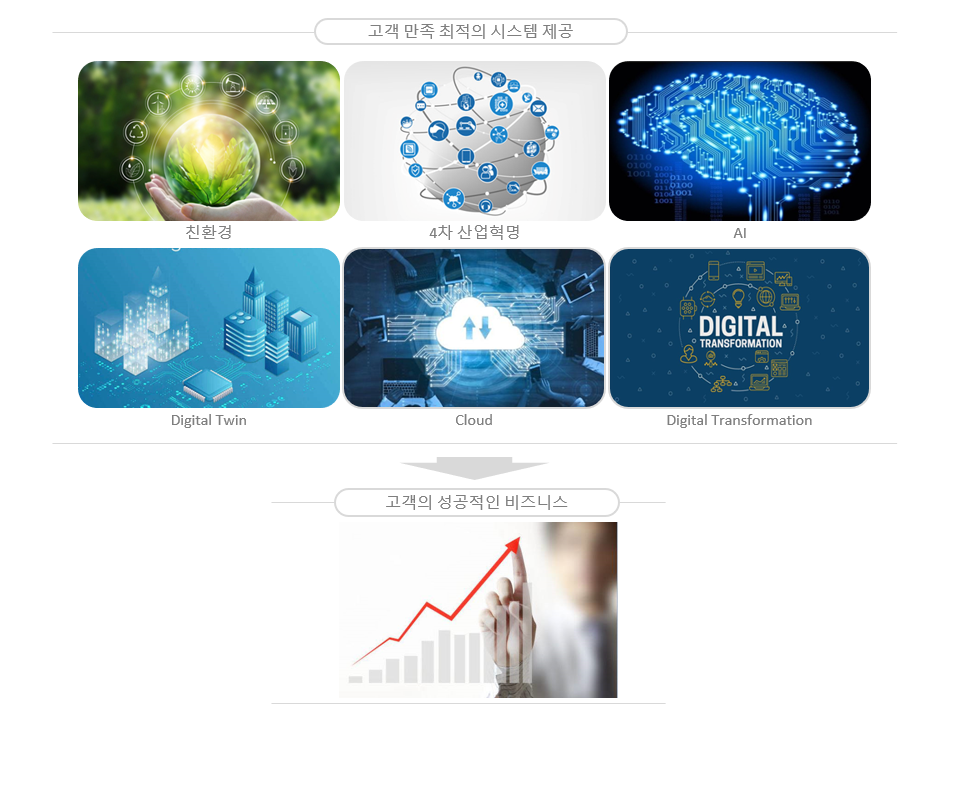 고객 만족 최적의 시스템 제공
친환경
4차 산업혁명
AI
DIGITAL
TRANSFORMATION
Digital Twin
Cloud
Digital Transformation
고객의 성공적인 비즈니스